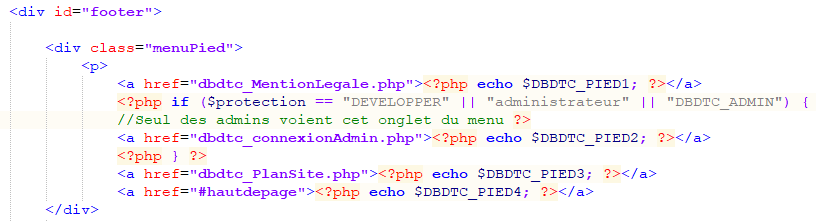 <div id="footer">
<div class="menuPied">
<p>
<a href="dbdtc_MentionLegale.php"><?php echo $DBDTC_PIED1; ?></a>
<?php if ($protection == "DEVELOPPER" || "administrateur" || "DBDTC_ADMIN") {
//Seul des admins voient cet onglet du menu ?>
<a href="dbdtc_connexionAdmin.php"><?php echo $DBDTC_PIED2; ?></a>
<?php } ?>
<a href="dbdtc_PlanSite.php"><?php echo $DBDTC_PIED3; ?></a>
<a href="#hautdepage"><?php echo $DBDTC_PIED4; ?></a>
</div>